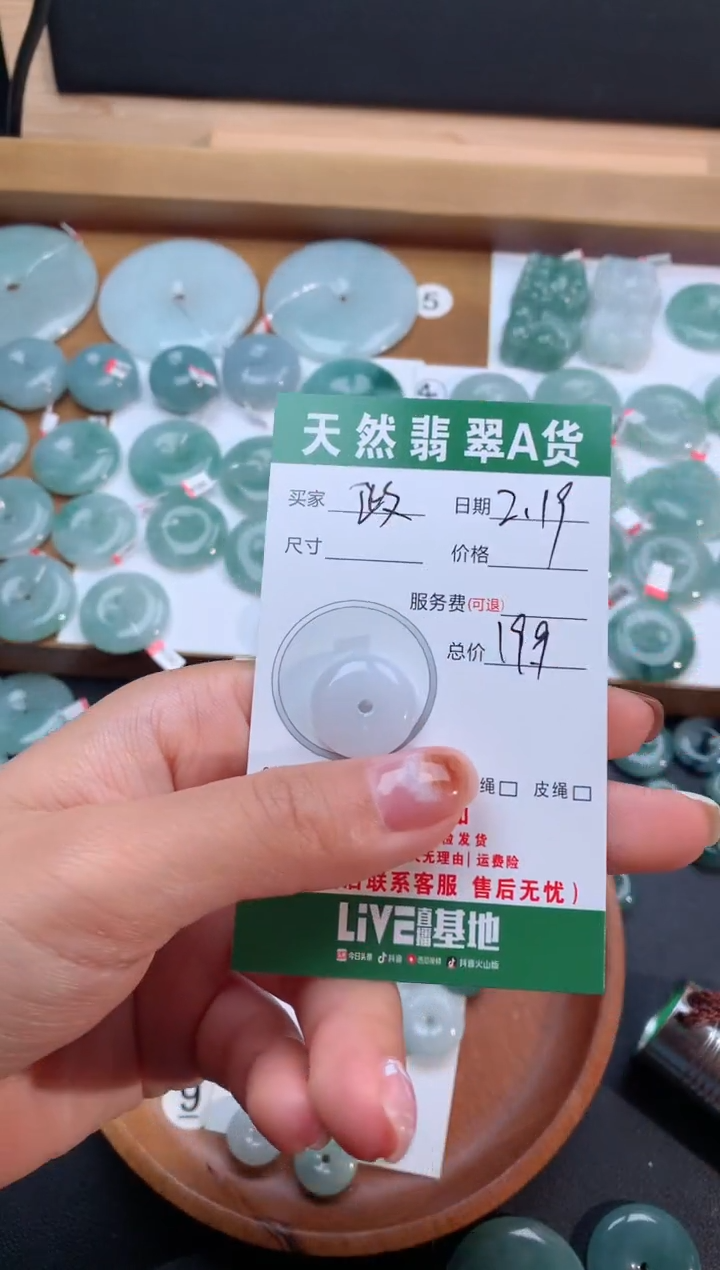 5
4
天然翡翠A货
买家 政 日期 2.19
尺寸 价格
服务费(可退)
总价 199
绳□ 皮绳□
验发货
无理由| 运费险
联系客服 售后无忧)
LIVE直播基地
今日头条 抖音 西瓜视频 抖音火山版
9